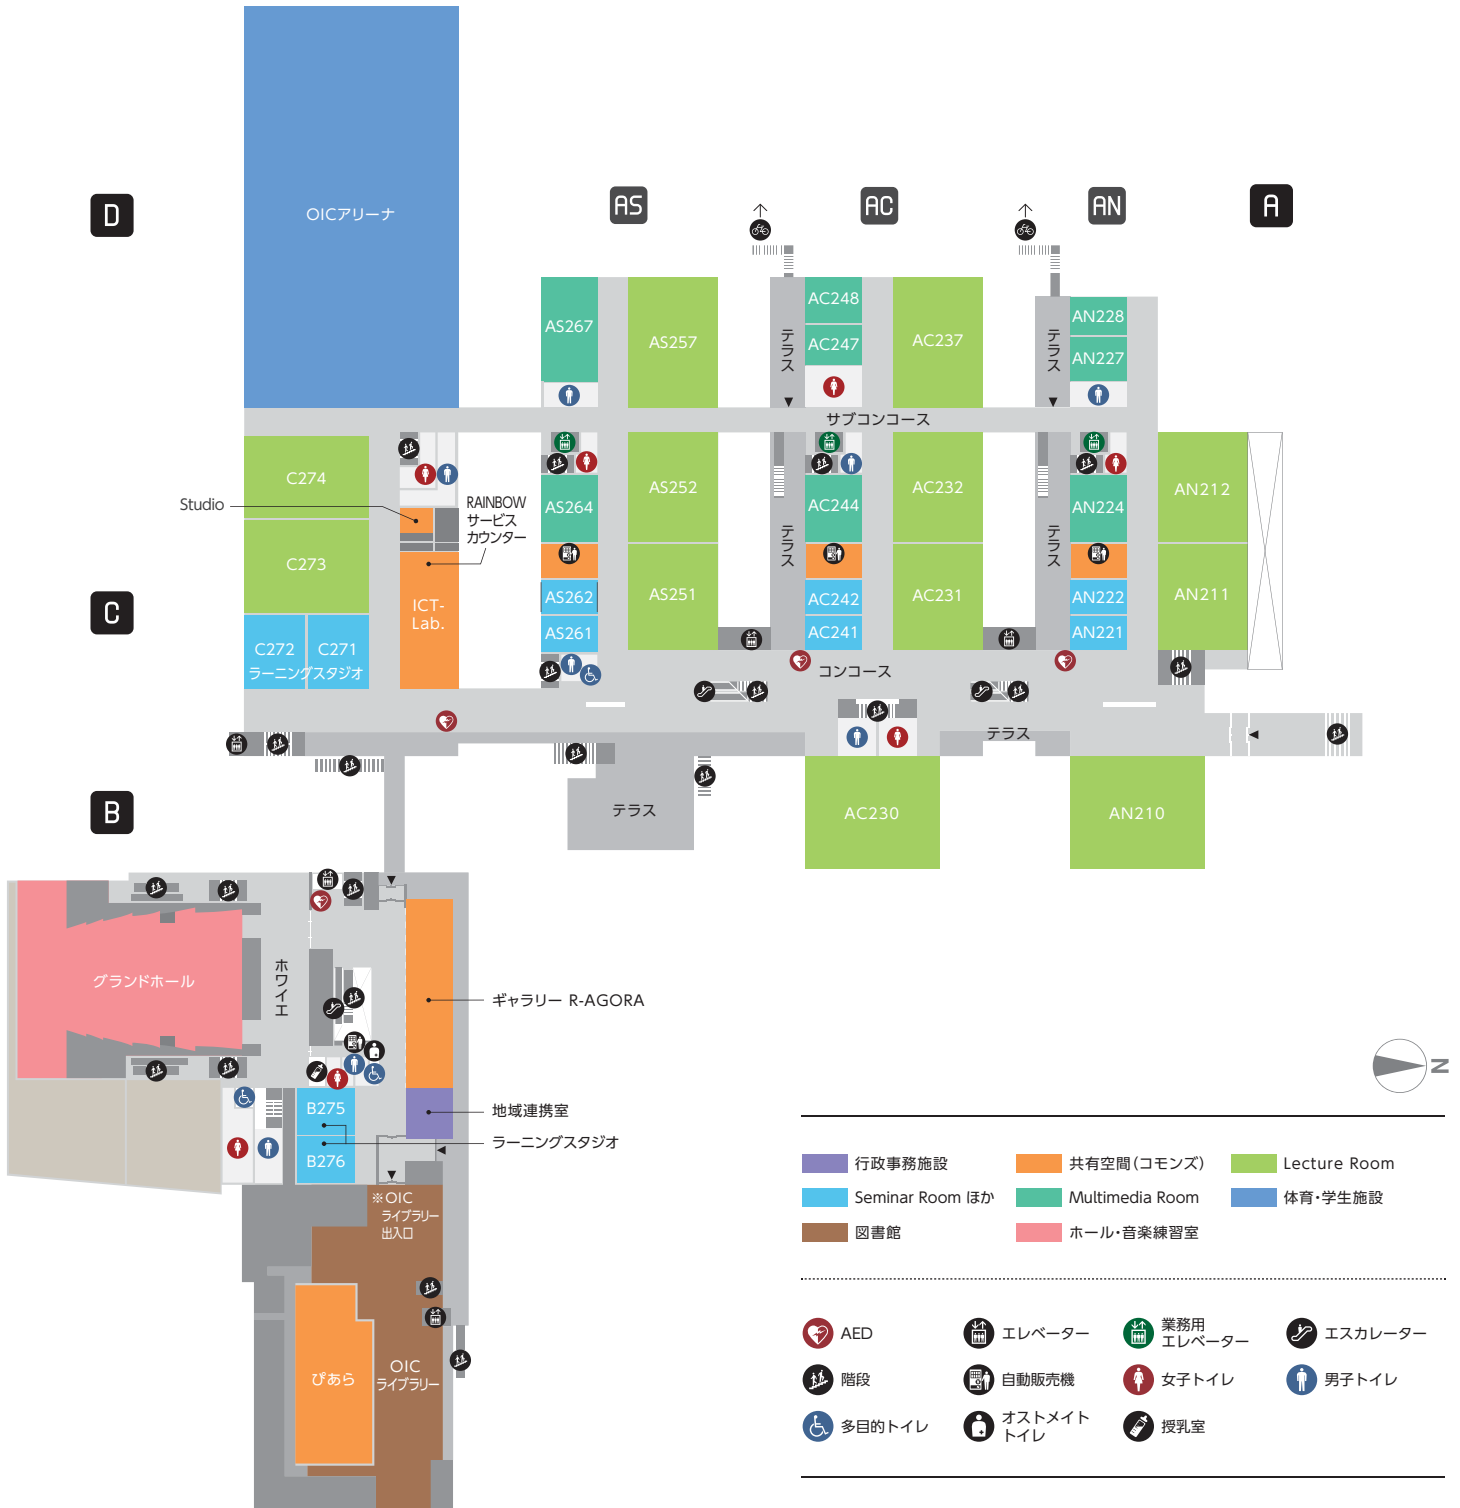 D
OICアリーナ
AS
AC
AN
A
AS267
AS257
テラス
AC248
AC247
AC237
テラス
AN228
AN227
サブコンコース
C274
Studio
C273
RAINBOW
サービス
カウンター
ICT-
Lab.
C272
C271
ラーニングスタジオ
C
AS264
AS252
AS262
AS251
AS261
テラス
AC244
AC232
AC242
AC231
AC241
テラス
AN224
AN212
AN222
AN211
AN221
コンコース
テラス
テラス
AC230
AN210
B
グランドホール
ホワイエ
ギャラリー R-AGORA
B275
地域連携室
ラーニングスタジオ
B276
※OIC
ライブラリー
出入口
ぴあら
OIC
ライブラリー
N
行政事務施設
共有空間(コモンズ)
Lecture Room
Seminar Room ほか
Multimedia Room
体育・学生施設
図書館
ホール・音楽練習室
AED
エレベーター
業務用
エレベーター
エスカレーター
階段
自動販売機
女子トイレ
男子トイレ
多目的トイレ
オストメイト
トイレ
授乳室